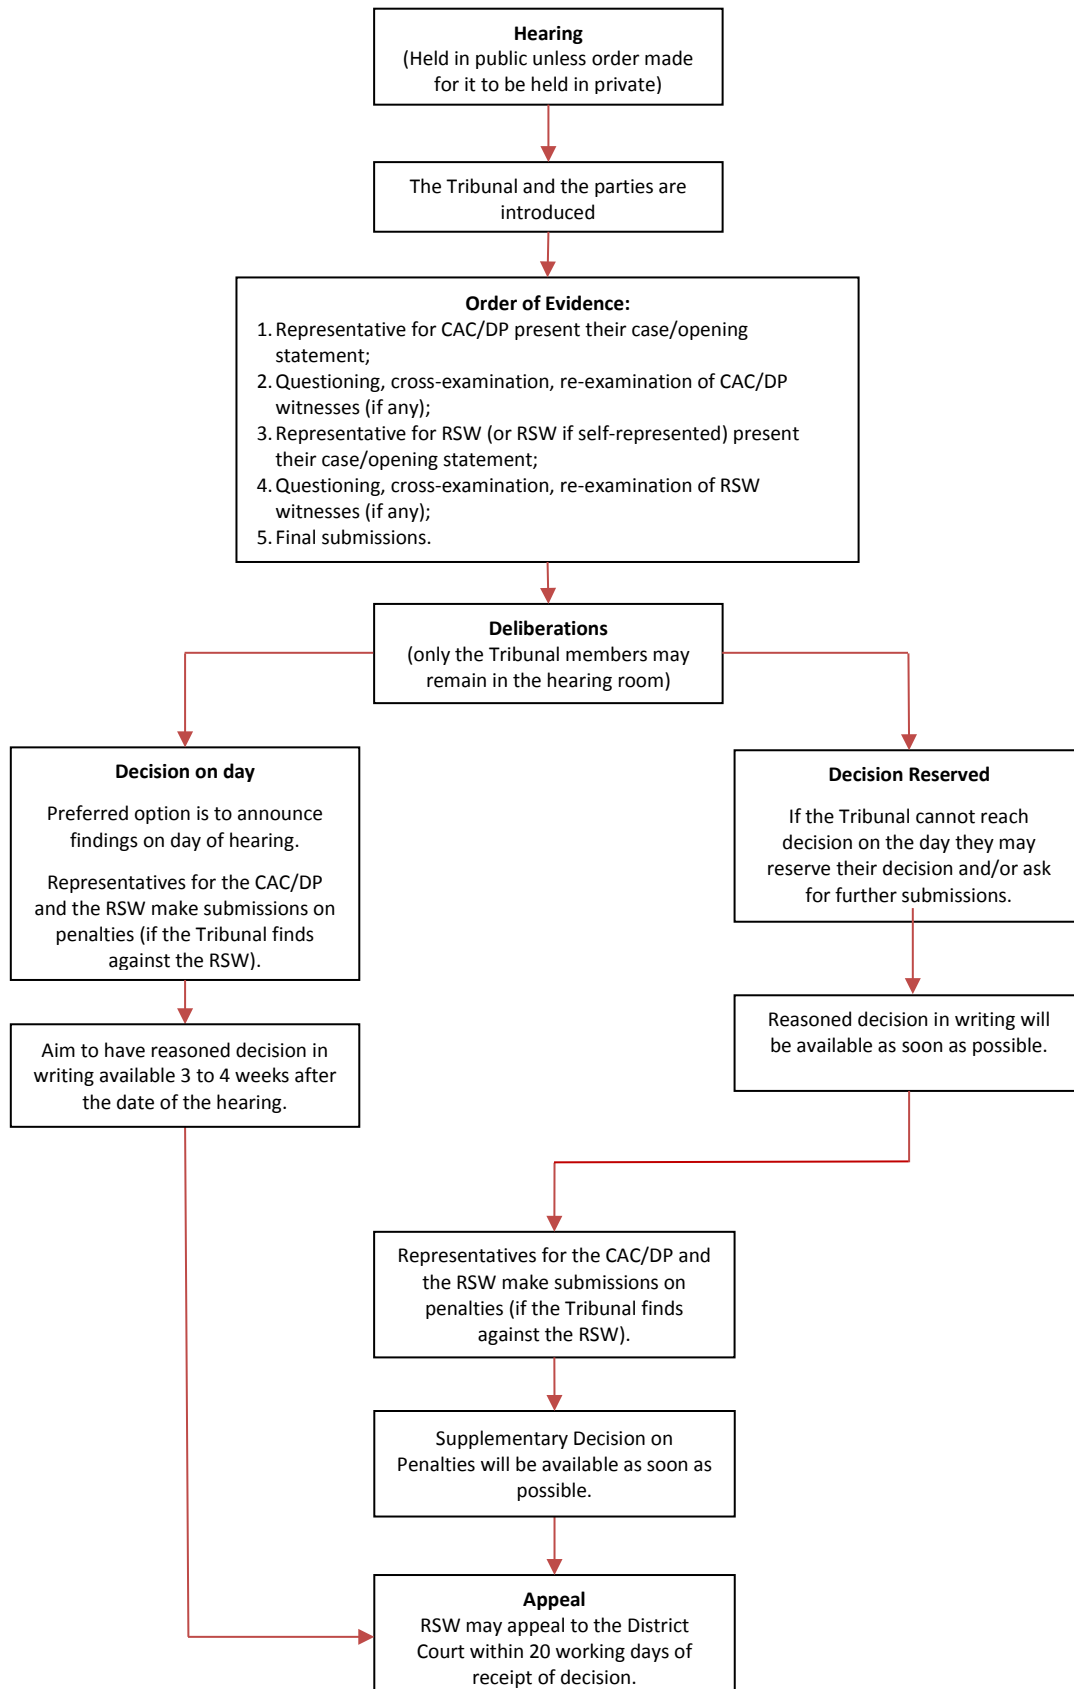 Hearing
(Held in public unless order made
for it to be held in private)
The Tribunal and the parties are
introduced
Order of Evidence:
1. Representative for CAC/DP present their case/opening
statement;
2. Questioning, cross-examination, re-examination of CAC/DP
witnesses (if any);
3. Representative for RSW (or RSW if self-represented) present
their case/opening statement;
4. Questioning, cross-examination, re-examination of RSW
witnesses (if any);
5. Final submissions.
Deliberations
(only the Tribunal members may
remain in the hearing room)
Decision on day
Preferred option is to announce
findings on day of hearing.
Representatives for the CAC/DP
and the RSW make submissions on
penalties (if the Tribunal finds
against the RSW).
Aim to have reasoned decision in
writing available 3 to 4 weeks after
the date of the hearing.
Decision Reserved
If the Tribunal cannot reach
decision on the day they may
reserve their decision and/or ask
for further submissions.
Reasoned decision in writing will
be available as soon as possible.
Representatives for the CAC/DP and
the RSW make submissions on
penalties (if the Tribunal finds
against the RSW).
Supplementary Decision on
Penalties will be available as soon as
possible.
Appeal
RSW may appeal to the District
Court within 20 working days of
receipt of decision.